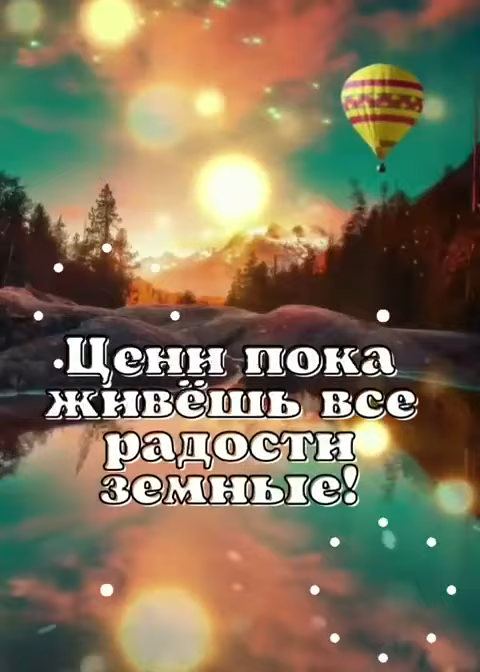 Цени пока
живёшь все
радости
земные!